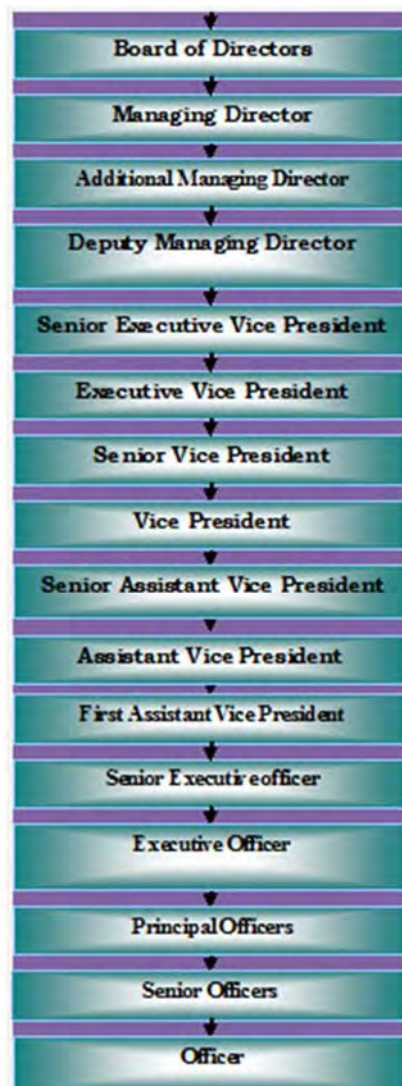 Board of Directors
Managing Director
Additional Managing Director
Deputy Managing Director
Senior Executive Vice President
Executive Vice President
Senior Vice President
Vice President
Senior Assistant Vice President
Assistant Vice President
First Assistant Vice President
Senior Executive officer
Executive Officer
Principal Officers
Senior Officers
Officer